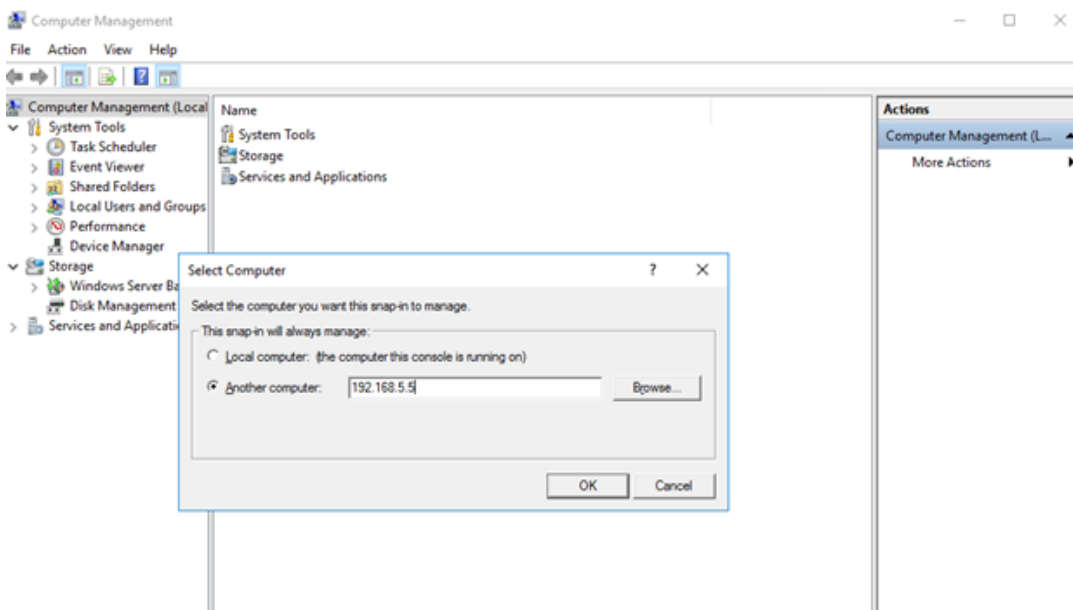 Computer Management
File Action View Help
Computer Management (Local
System Tools
Task Scheduler
Event Viewer
Shared Folders
Local Users and Groups
Performance
Device Manager
Storage
Windows Server Ba
Disk Management
Services and Applicati
Name
System Tools
Storage
Services and Applications
Actions
Computer Management (L...
More Actions
Select Computer
Select the computer you want this snap-in to manage.
This snap-in will always manage:
Local computer: (the computer this console is running on)
Another computer: 192.168.5.5 Browse...
OK Cancel